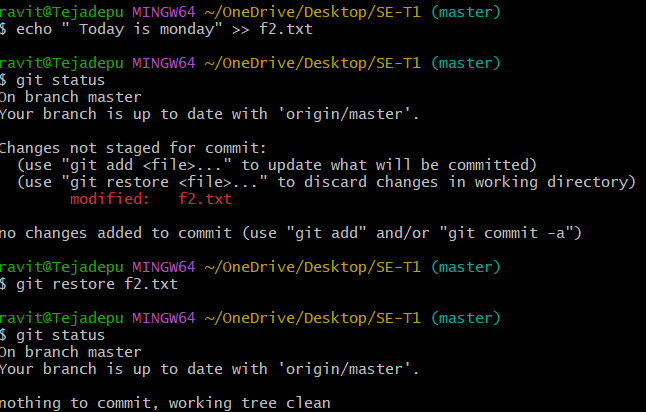 ravit@Tejadepu MINGW64 ~/OneDrive/Desktop/SE-T1 (master)
$ echo " Today is monday" >> f2.txt
ravit@Tejadepu MINGW64 ~/OneDrive/Desktop/SE-T1 (master)
$ git status
On branch master
Your branch is up to date with 'origin/master'.
Changes not staged for commit:
  (use "git add <file>..." to update what will be committed)
  (use "git restore <file>..." to discard changes in working directory)
        modified:   f2.txt
no changes added to commit (use "git add" and/or "git commit -a")
ravit@Tejadepu MINGW64 ~/OneDrive/Desktop/SE-T1 (master)
$ git restore f2.txt
ravit@Tejadepu MINGW64 ~/OneDrive/Desktop/SE-T1 (master)
$ git status
On branch master
Your branch is up to date with 'origin/master'.
nothing to commit, working tree clean